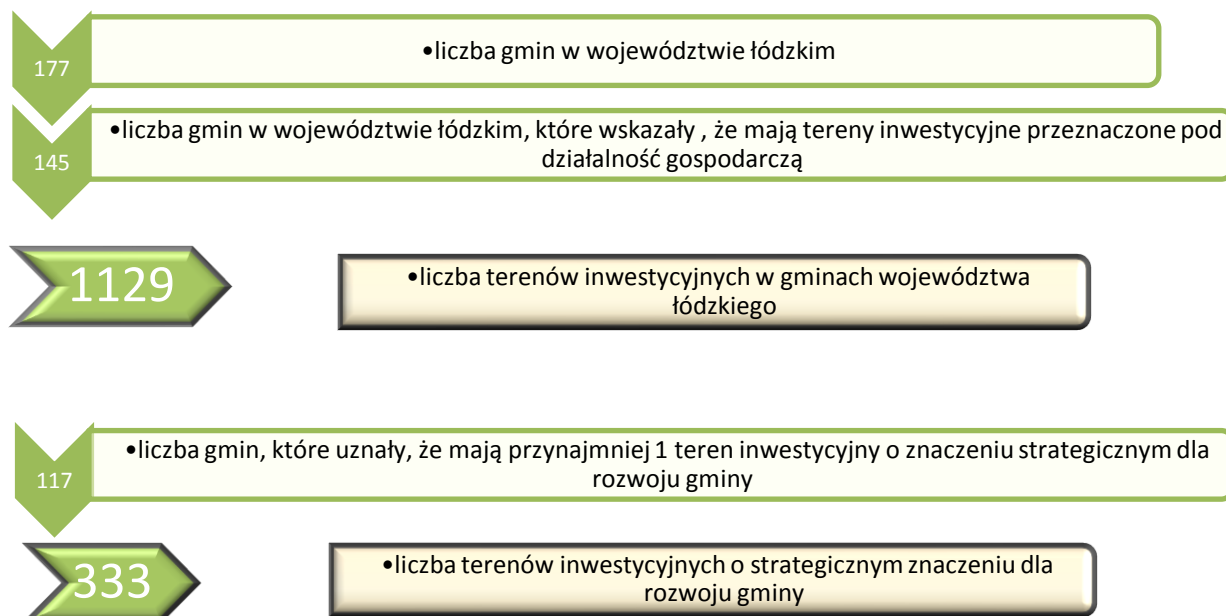 177
•liczba gmin w województwie łódzkim
145
•liczba gmin w województwie łódzkim, które wskazały , że mają tereny inwestycyjne przeznaczone pod
działalność gospodarczą
1129
•liczba terenów inwestycyjnych w gminach województwa
łódzkiego
117
•liczba gmin, które uznały, że mają przynajmniej 1 teren inwestycyjny o znaczeniu strategicznym dla
rozwoju gminy
333
•liczba terenów inwestycyjnych o strategicznym znaczeniu dla
rozwoju gminy